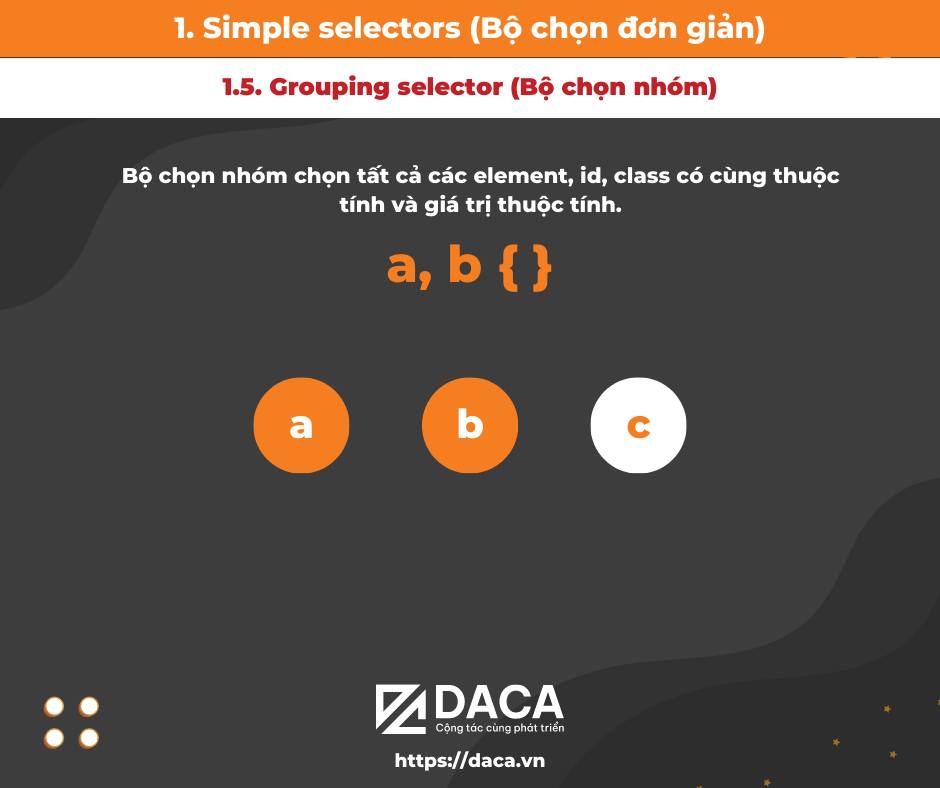 1. Simple selectors (Bộ chọn đơn giản)
1.5. Grouping selector (Bộ chọn nhóm)
Bộ chọn nhóm chọn tất cả các element, id, class có cùng thuộc
tính và giá trị thuộc tính.
a, b { }
a b c
DACA
Cộng tác cùng phát triển
https://daca.vn